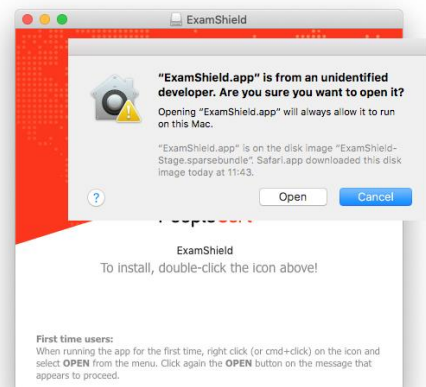 ExamShield
"ExamShield.app" is from an unidentified
developer. Are you sure you want to open it?
Opening "ExamShield.app" will always allow it to run
on this Mac.
"ExamShield.app" is on the disk image "ExamShield-
Stage.sparsebundle". Safari.app downloaded this disk
image today at 11:43.
?
Open
Cancel
ExamShield
To install, double-click the icon above!
First time users:
When running the app for the first time, right click (or cmd+click) on the icon and
select OPEN from the menu. Click again the OPEN button on the message that
appears to proceed.